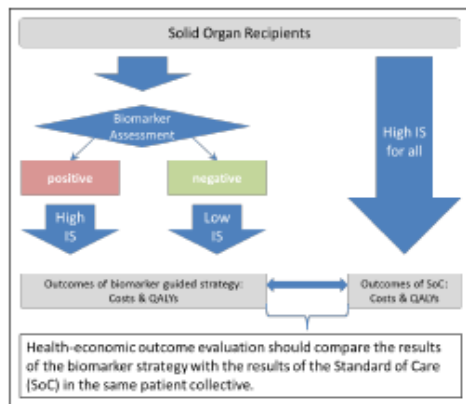 Solid Organ Recipients
Biomarker
Assessment
High IS
for all
positive
negative
High
IS
Low
IS
Outcomes of biomarker guided strategy:
Costs & QALYs
Outcomes of SoC:
Costs & QALYs
Health-economic outcome evaluation should compare the results
of the biomarker strategy with the results of the Standard of Care
(SoC) in the same patient collective.